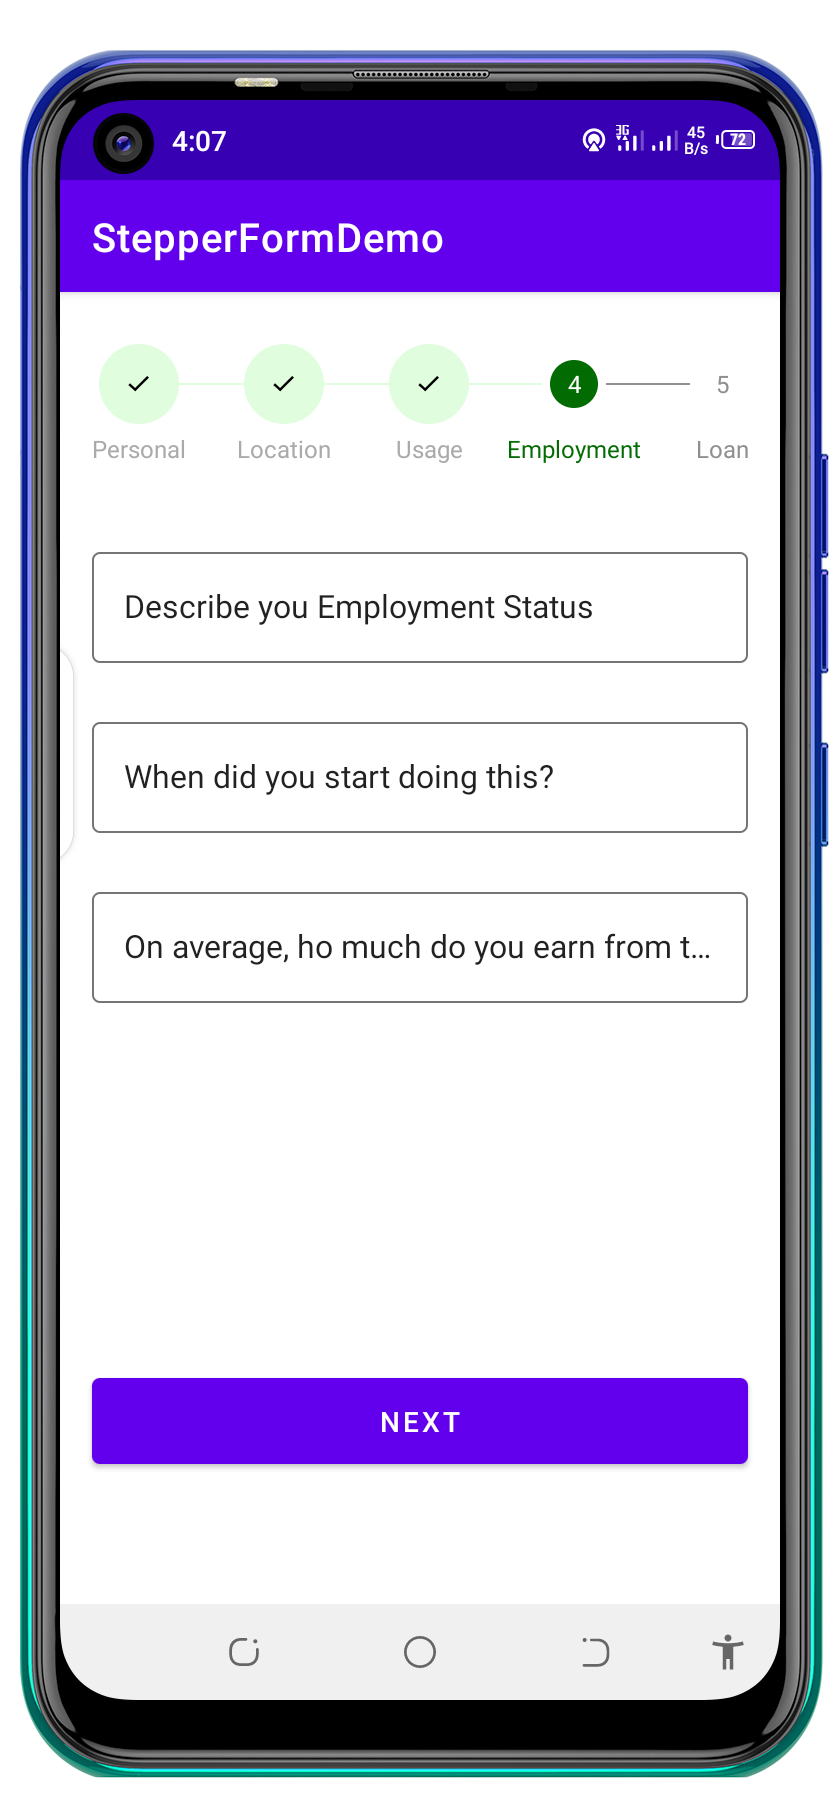 4:07
3G
45
B/s
72
StepperFormDemo
4
5
Personal
Location
Usage
Employment
Loan
Describe you Employment Status
When did you start doing this?
On average, ho much do you earn from t...
NEXT